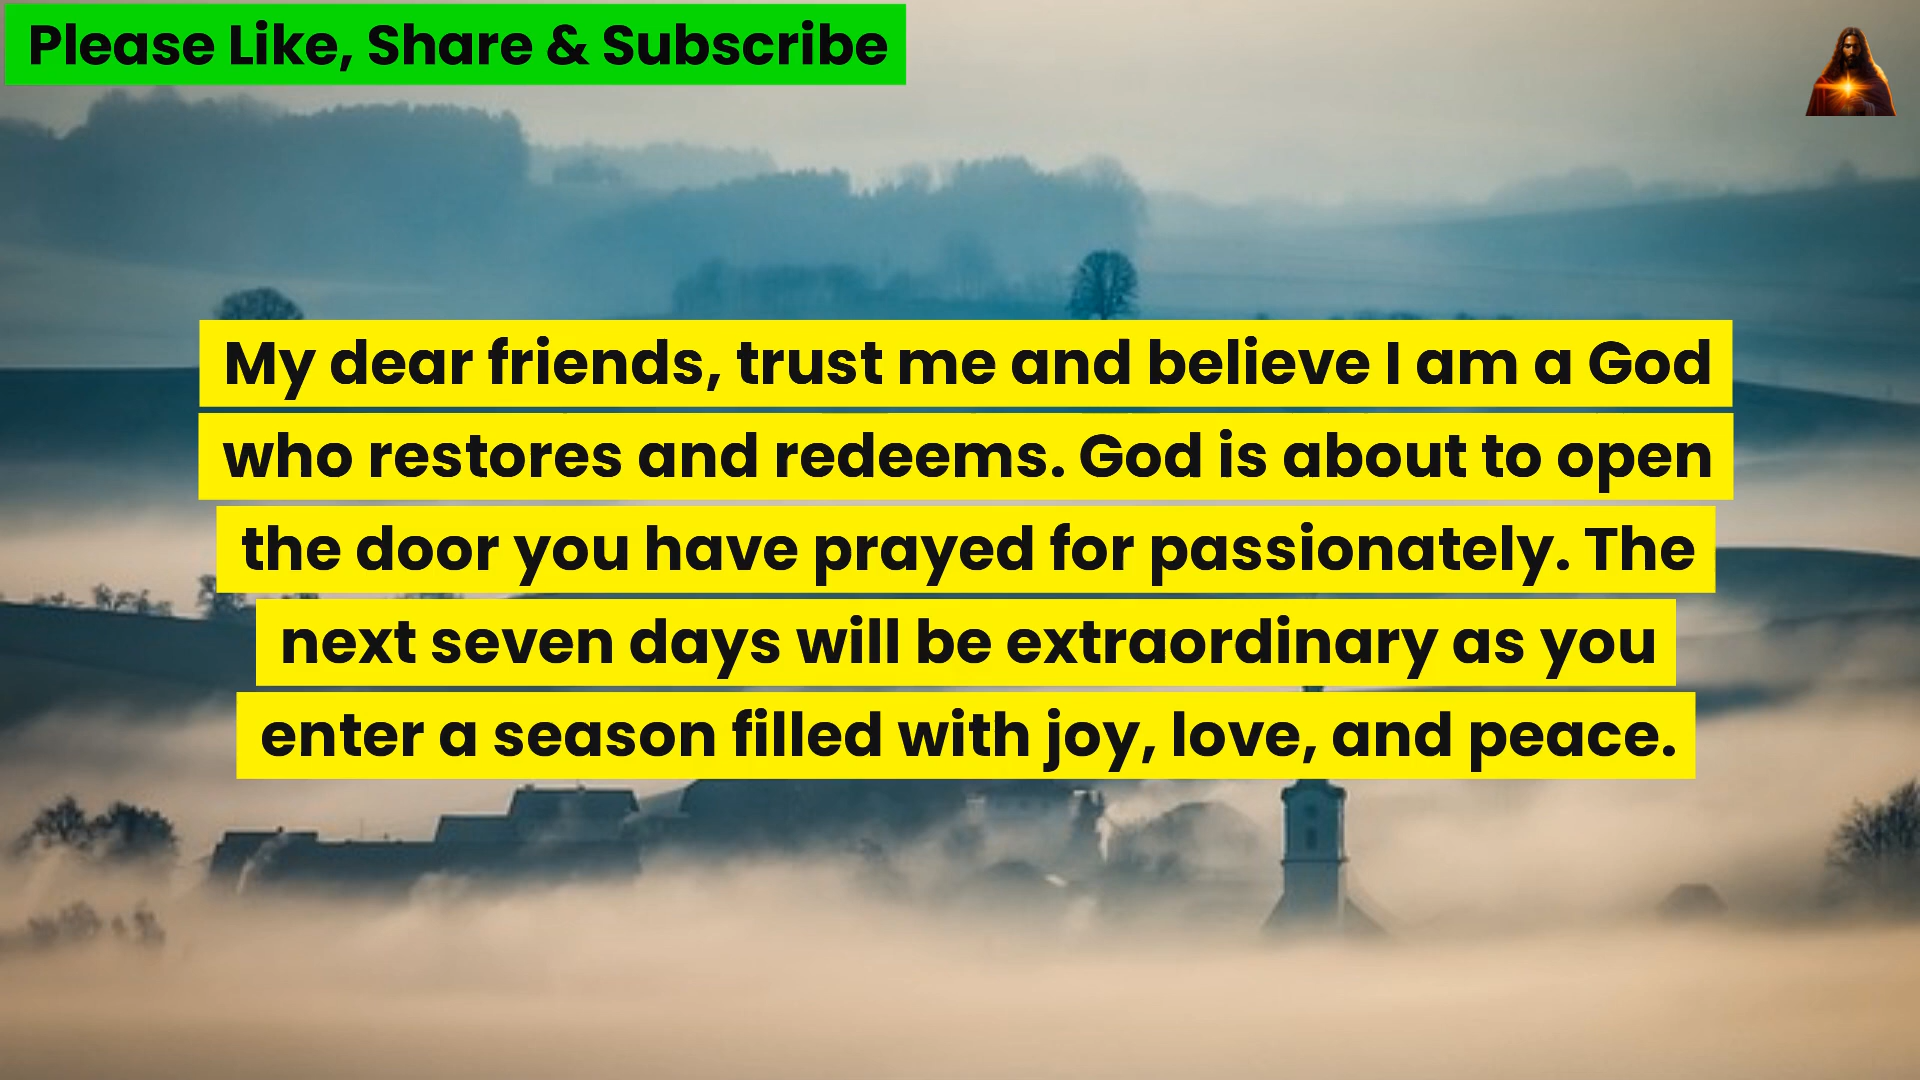 Please Like, Share & Subscribe
My dear friends, trust me and believe I am a God
who restores and redeems. God is about to open
the door you have prayed for passionately. The
next seven days will be extraordinary as you
enter a season filled with joy, love, and peace.